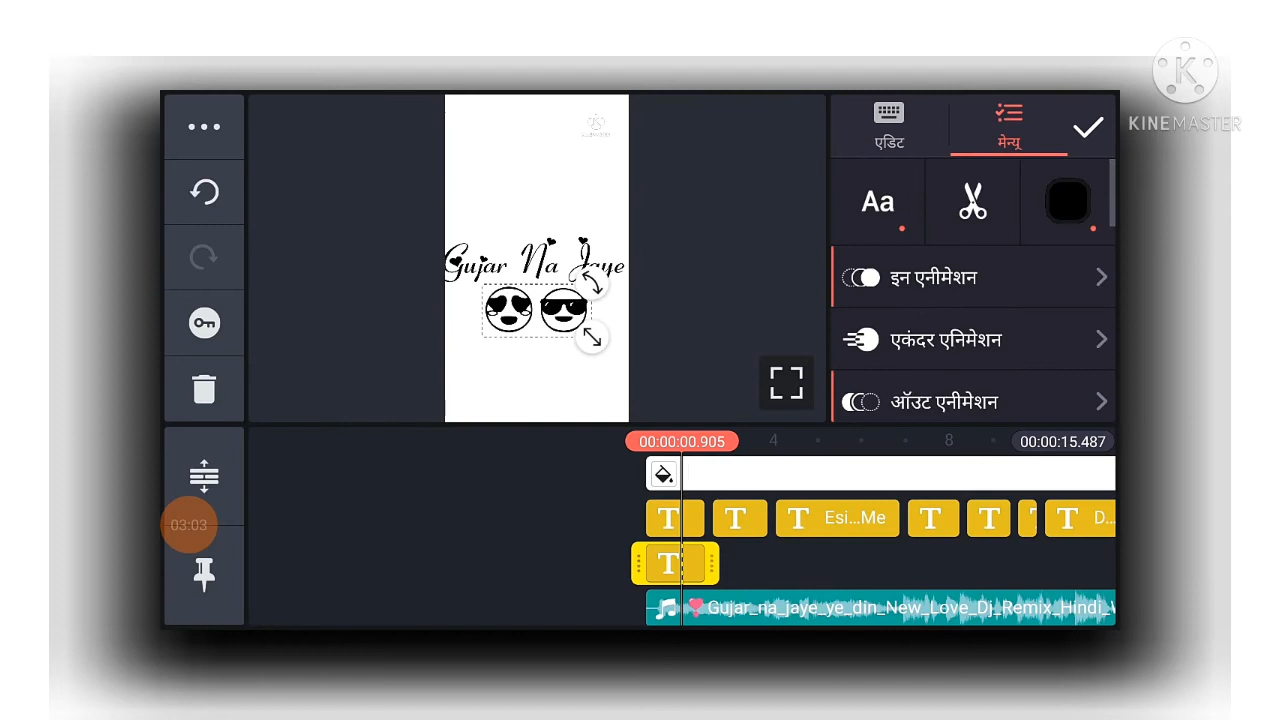 KINEMASTER
एडिट
मेन्यू
Aa
Gujar Na Jaye
इन एनीमेशन
एकंदर एनिमेशन
ऑउट एनीमेशन
00:00:00.905
4
8
00:00:15.487
T
T
T Esi...Me
T
T
T
T D...
T
03:03
Gujar_na_jaye_ye_din_New_Love_Dj_Remix_Hindi_